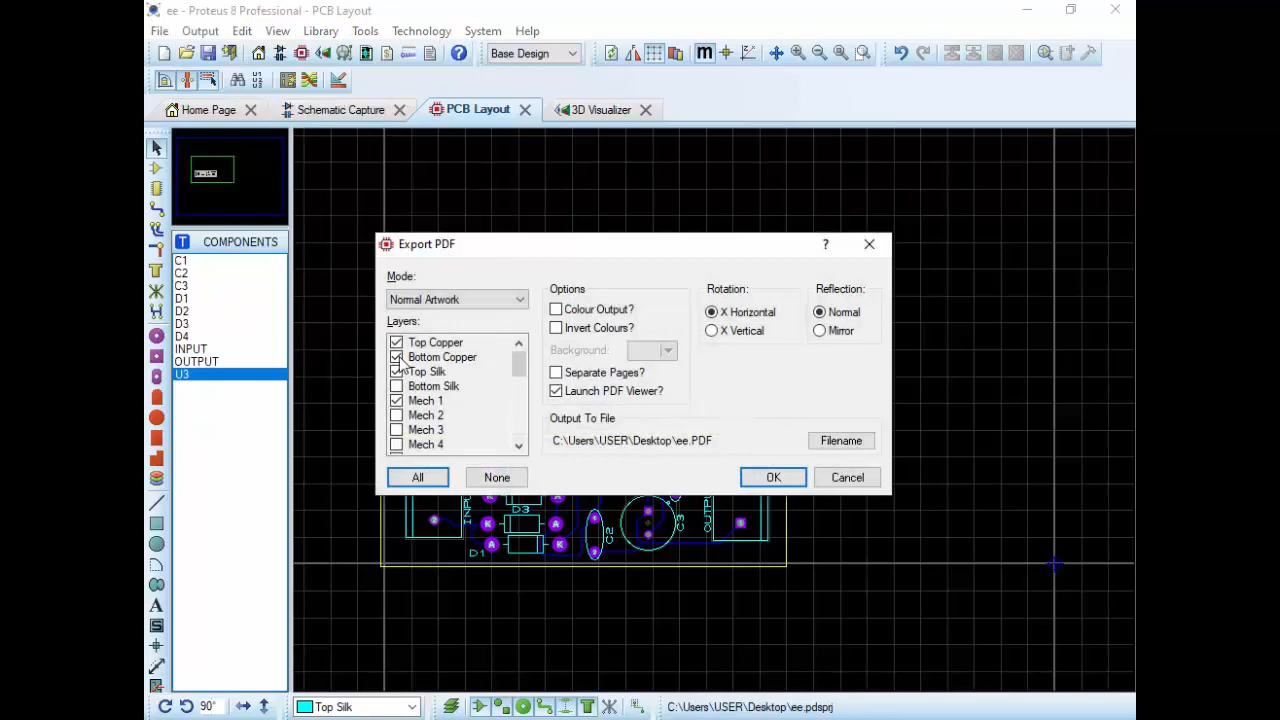 ee - Proteus 8 Professional - PCB Layout
File Output Edit View Library Tools Technology System Help
Base Design
m
Home Page Schematic Capture PCB Layout 3D Visualizer
T COMPONENTS
C1
C2
C3
D1
D2
D3
D4
INPUT
OUTPUT
U3
Export PDF ?
Mode:
Normal Artwork
Layers:
Top Copper
Bottom Copper
Top Silk
Bottom Silk
Mech 1
Mech 2
Mech 3
Mech 4
All None
Options
Colour Output?
Invert Colours?
Background:
Separate Pages?
Launch PDF Viewer?
Rotation:
X Horizontal
X Vertical
Reflection:
Normal
Mirror
Output To File
C:\Users\USER\Desktop\ee.PDF Filename
OK Cancel
D3
K A
A K
D1
C2
C3
90° Top Silk C:\Users\USER\Desktop\ee.pdsprj